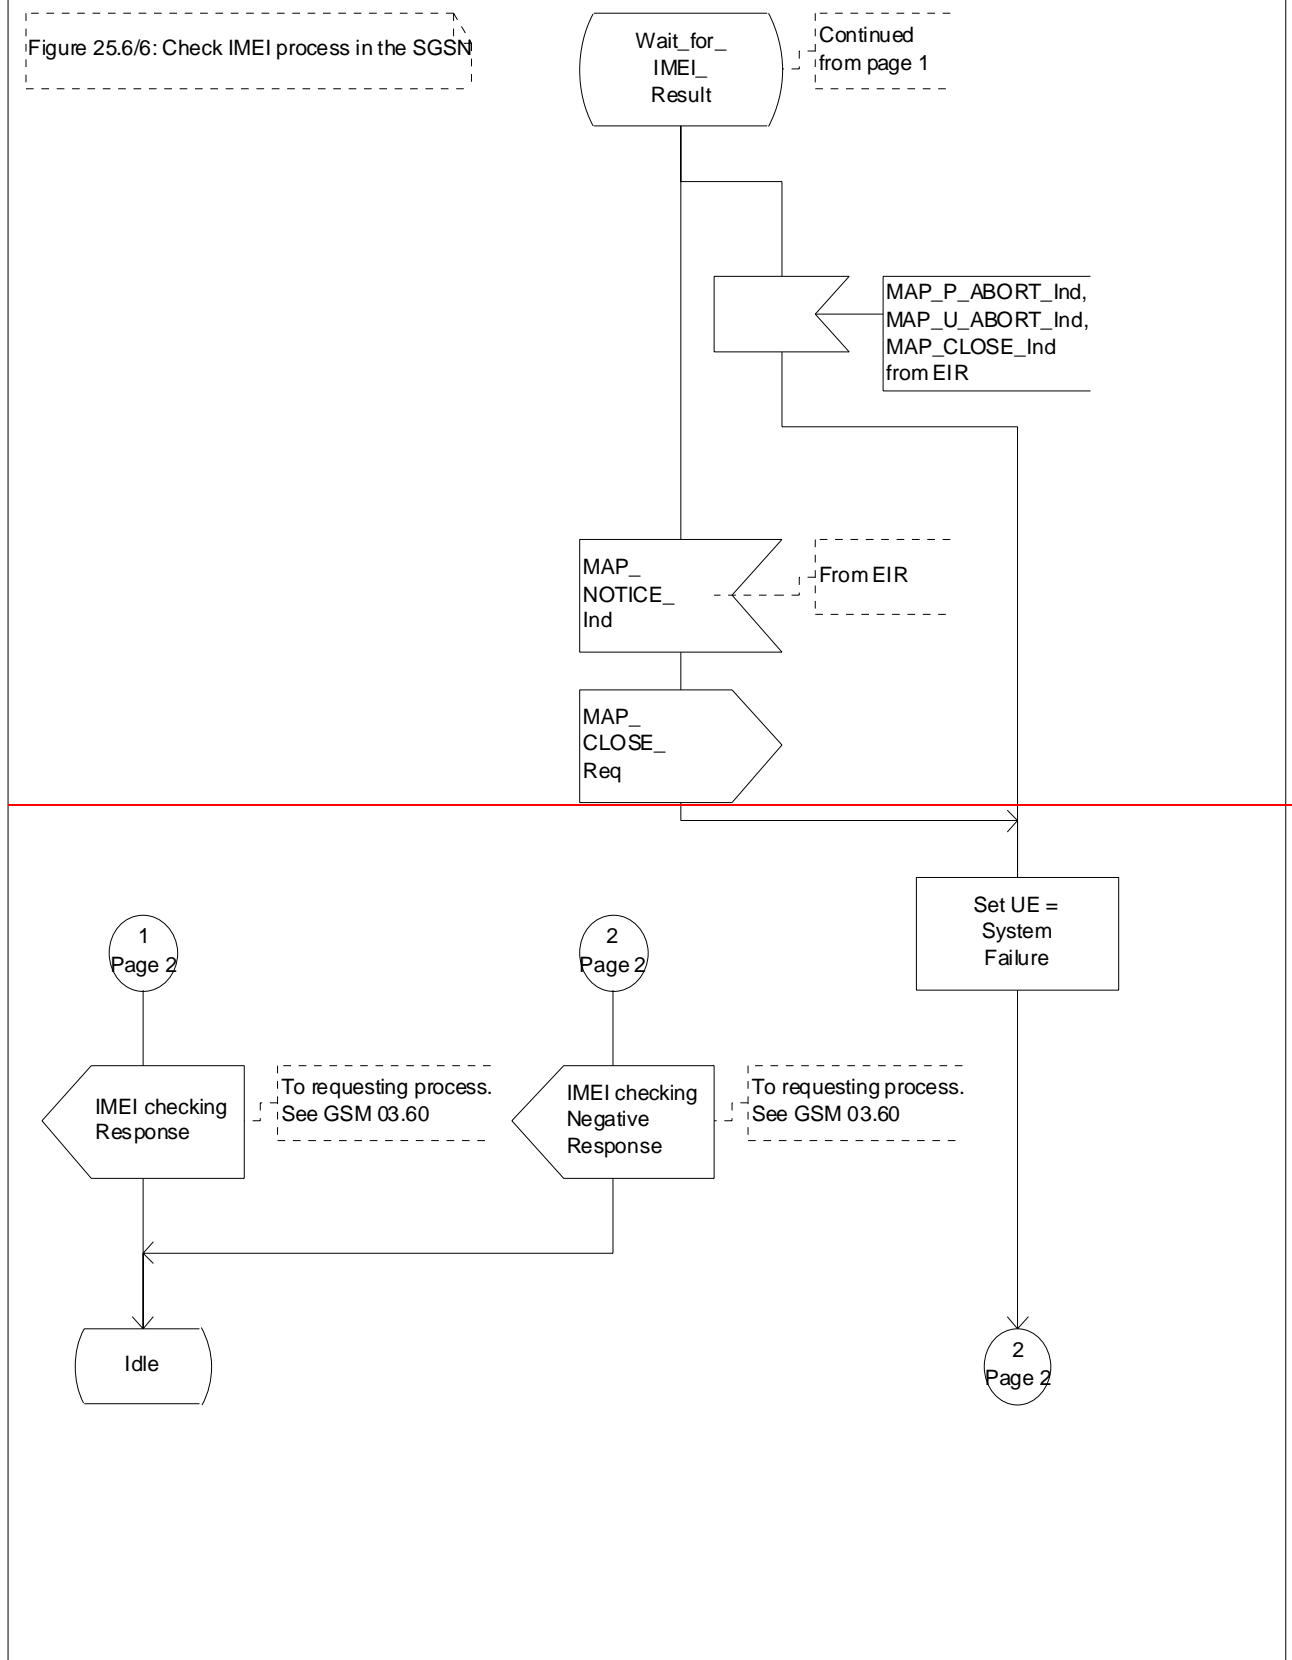 Figure 25.6/6: Check IMEI process in the SGSN
Wait_for_
IMEI_
Result
Continued
from page 1
MAP_P_ABORT_Ind,
MAP_U_ABORT_Ind,
MAP_CLOSE_Ind
from EIR
MAP_
NOTICE_
Ind
From EIR
MAP_
CLOSE_
Req
Set UE =
System
Failure
1
Page 2
2
Page 2
IMEI checking
Response
To requesting process.
See GSM 03.60
IMEI checking
Negative
Response
To requesting process.
See GSM 03.60
Idle
2
Page 2